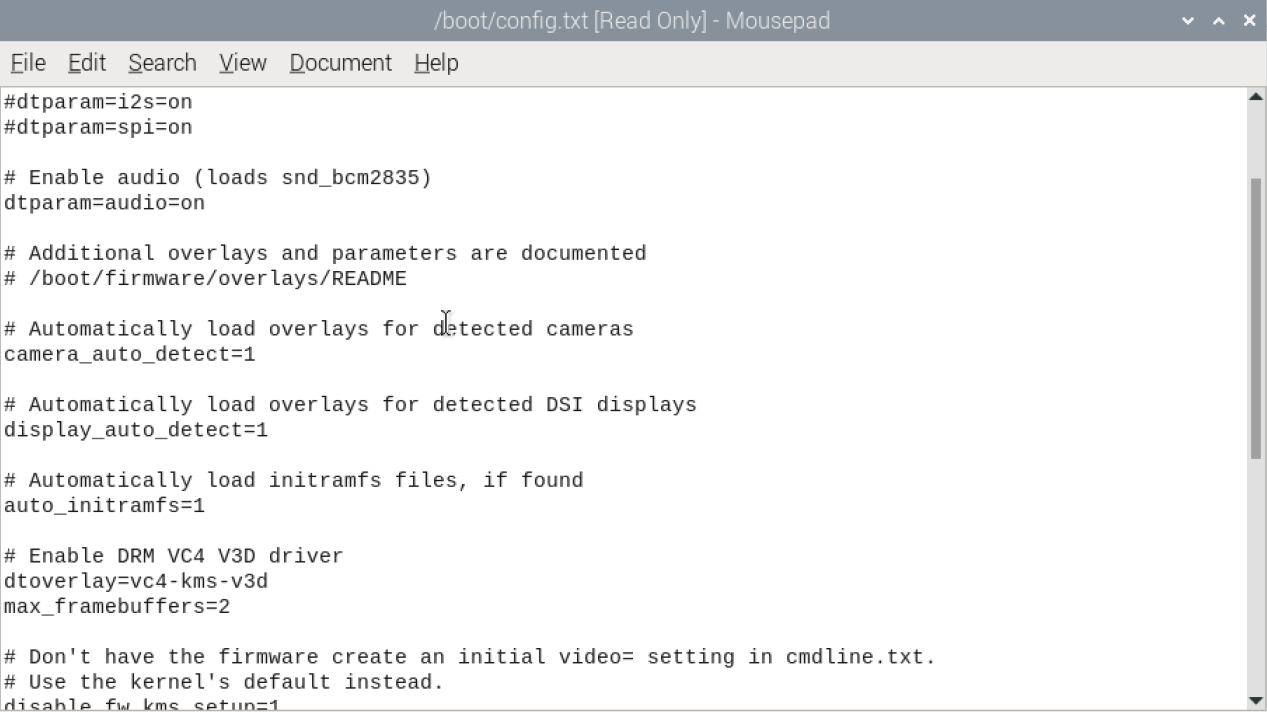 /boot/config.txt [Read Only] - Mousepad
File Edit Search View Document Help
#dtparam=i2s=on
#dtparam=spi=on
# Enable audio (loads snd_bcm2835)
dtparam=audio=on
# Additional overlays and parameters are documented
# /boot/firmware/overlays/README
# Automatically load overlays for detected cameras
camera_auto_detect=1
# Automatically load overlays for detected DSI displays
display_auto_detect=1
# Automatically load initramfs files, if found
auto_initramfs=1
# Enable DRM VC4 V3D driver
dtoverlay=vc4-kms-v3d
max_framebuffers=2
# Don't have the firmware create an initial video= setting in cmdline.txt.
# Use the kernel's default instead.
disable_fw_kms_setup=1